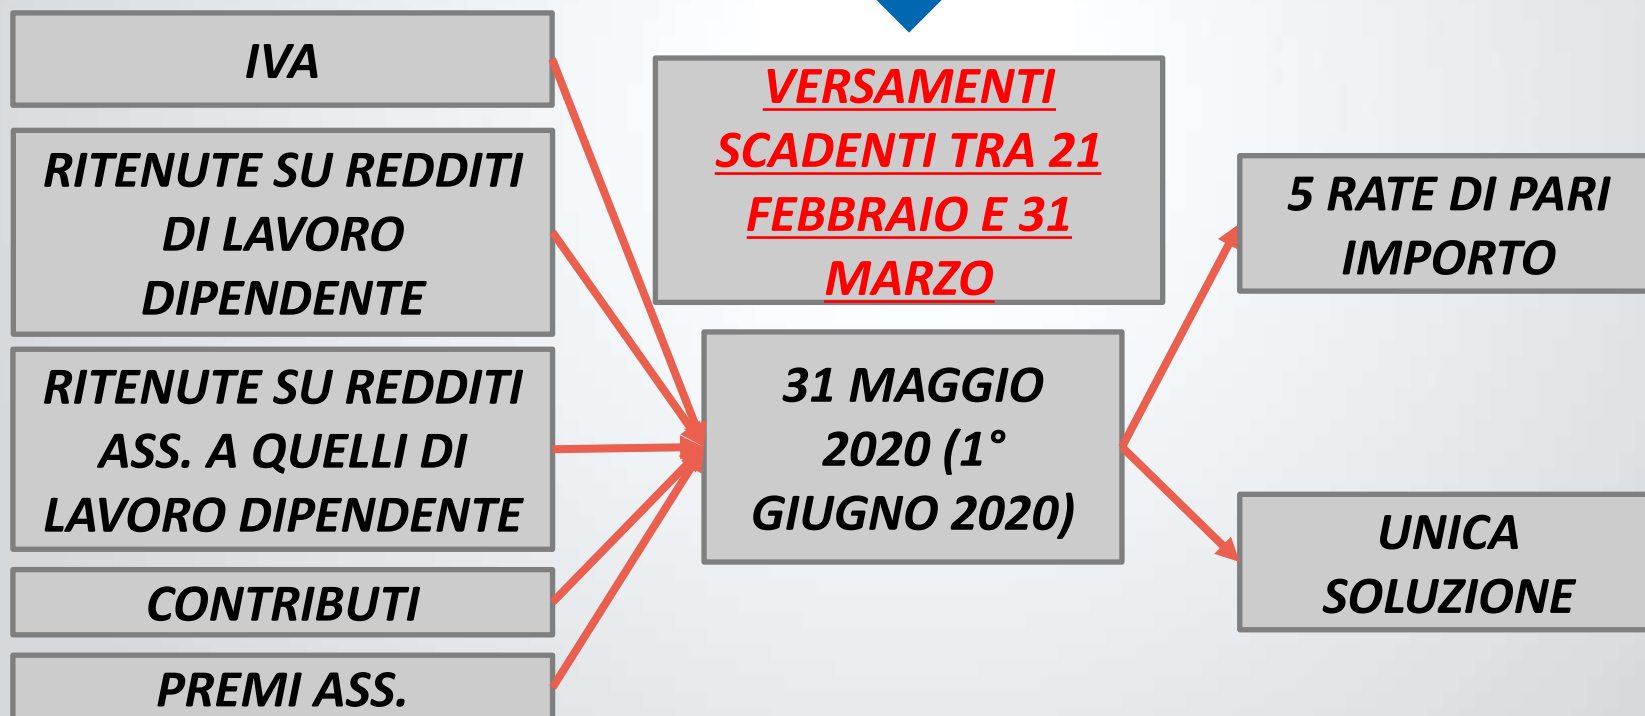 IVA
RITENUTE SU REDDITI
DI LAVORO
DIPENDENTE
RITENUTE SU REDDITI
ASS. A QUELLI DI
LAVORO DIPENDENTE
CONTRIBUTI
PREMI ASS.
VERSAMENTI
SCADENTI TRA 21
FEBBRAIO E 31
MARZO
31 MAGGIO
2020 (1°
GIUGNO 2020)
5 RATE DI PARI
IMPORTO
UNICA
SOLUZIONE